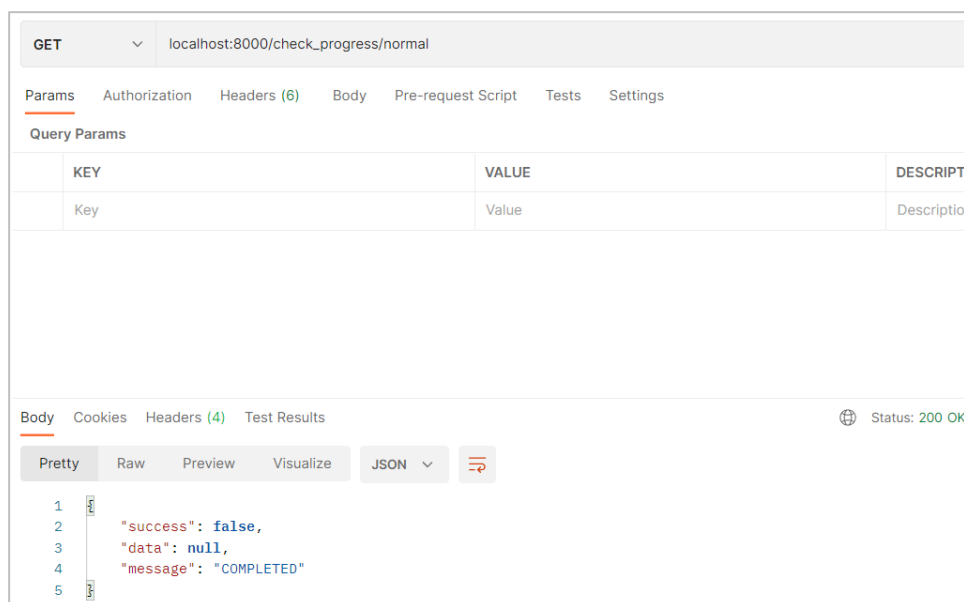 GET localhost:8000/check_progress/normal
Params Authorization Headers (6) Body Pre-request Script Tests Settings
Query Params
KEY VALUE DESCRIPT
Key Value Descriptio
Body Cookies Headers (4) Test Results Status: 200 OK
Pretty Raw Preview Visualize JSON
1 {
2 "success": false,
3 "data": null,
4 "message": "COMPLETED"
5 }